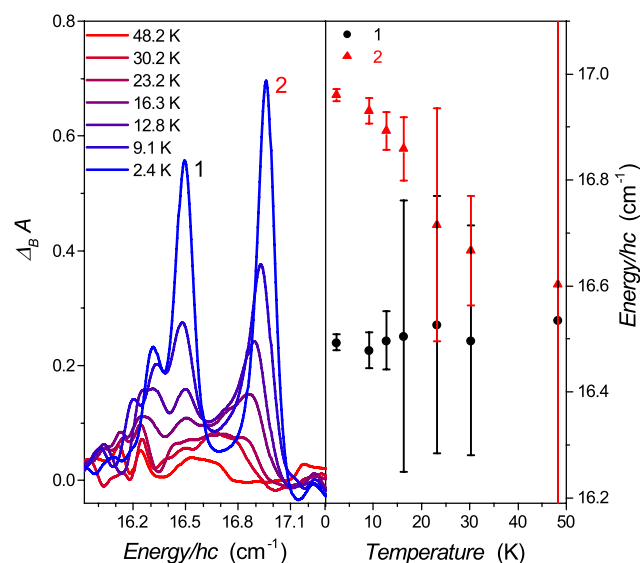 0.8
0.6
0.4
0.2
0.0
Δ_B A
48.2 K
30.2 K
23.2 K
16.3 K
12.8 K
9.1 K
2.4 K
1
2
16.2 16.5 16.8 17.1
Energy/hc (cm⁻¹)
1
2
0 10 20 30 40 50
Temperature (K)
17.0
16.8
16.6
16.4
16.2
Energy/hc (cm⁻¹)